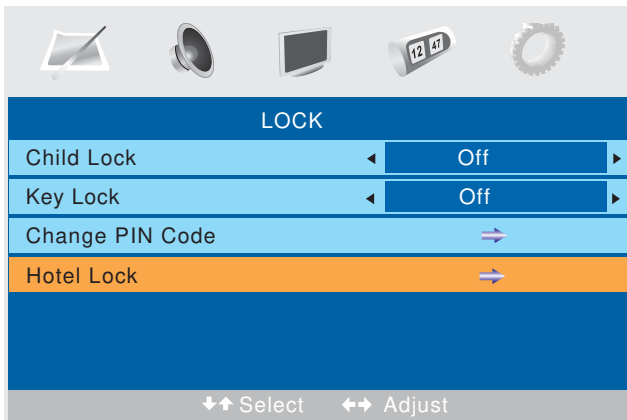 12 47
LOCK
Child Lock Off
Key Lock Off
Change PIN Code
Hotel Lock
Select Adjust